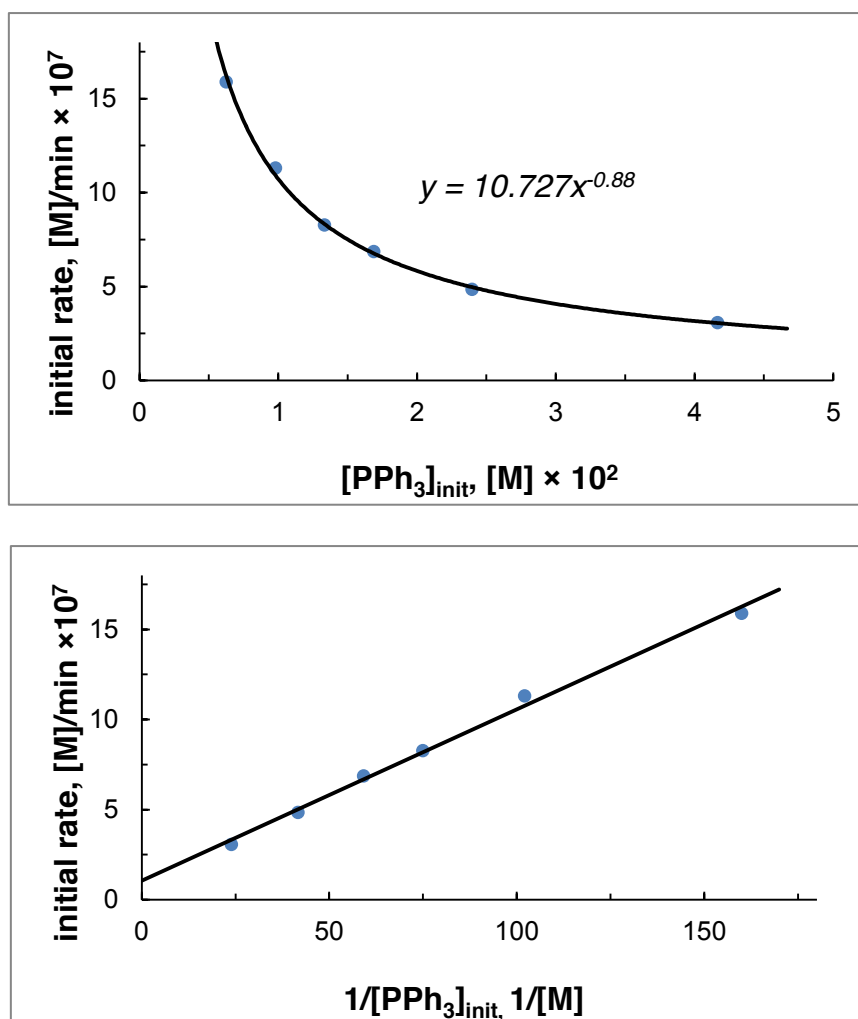 initial rate, [M]/min × 10⁷
15
10
5
0
y = 10.727x^-0.88
0 1 2 3 4 5
[PPh₃]init, [M] × 10²
initial rate, [M]/min ×10⁷
15
10
5
0
0 50 100 150
1/[PPh₃]init, 1/[M]